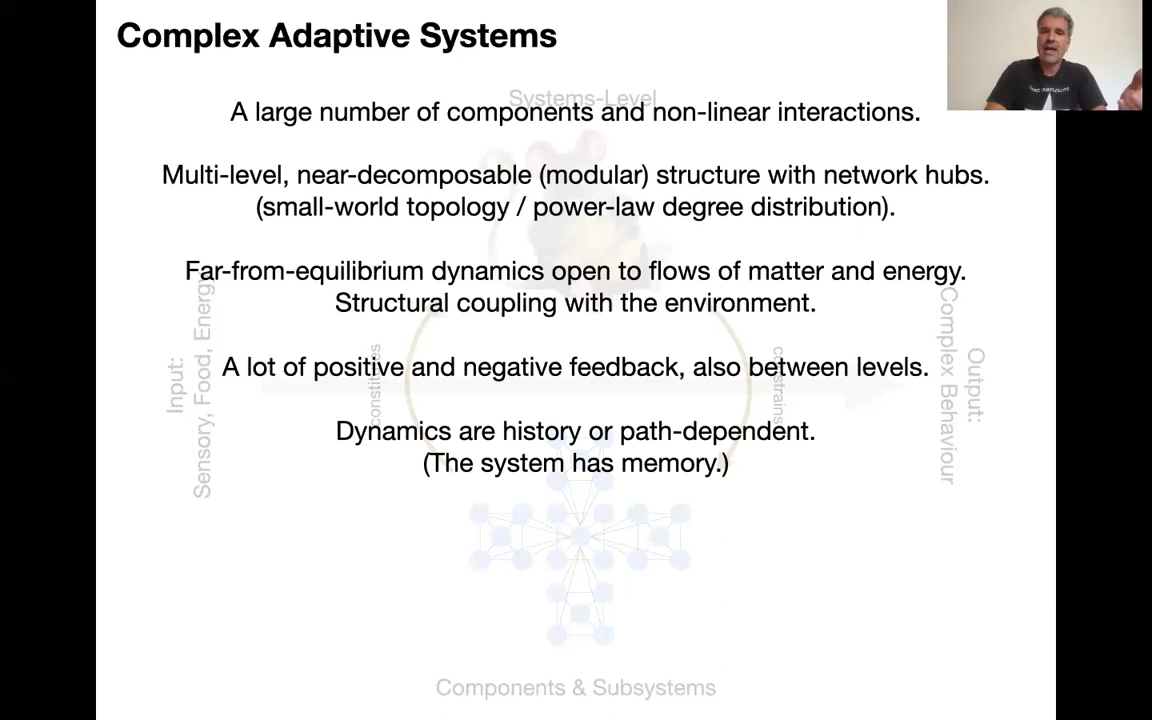 Complex Adaptive Systems
Systems-Level
A large number of components and non-linear interactions.
Multi-level, near-decomposable (modular) structure with network hubs.
(small-world topology / power-law degree distribution).
Far-from-equilibrium dynamics open to flows of matter and energy.
Structural coupling with the environment.
A lot of positive and negative feedback, also between levels.
Dynamics are history or path-dependent.
(The system has memory.)
Input:
Sensory, Food, Energy
constitutes
constrains
Output:
Complex Behaviour
Components & Subsystems